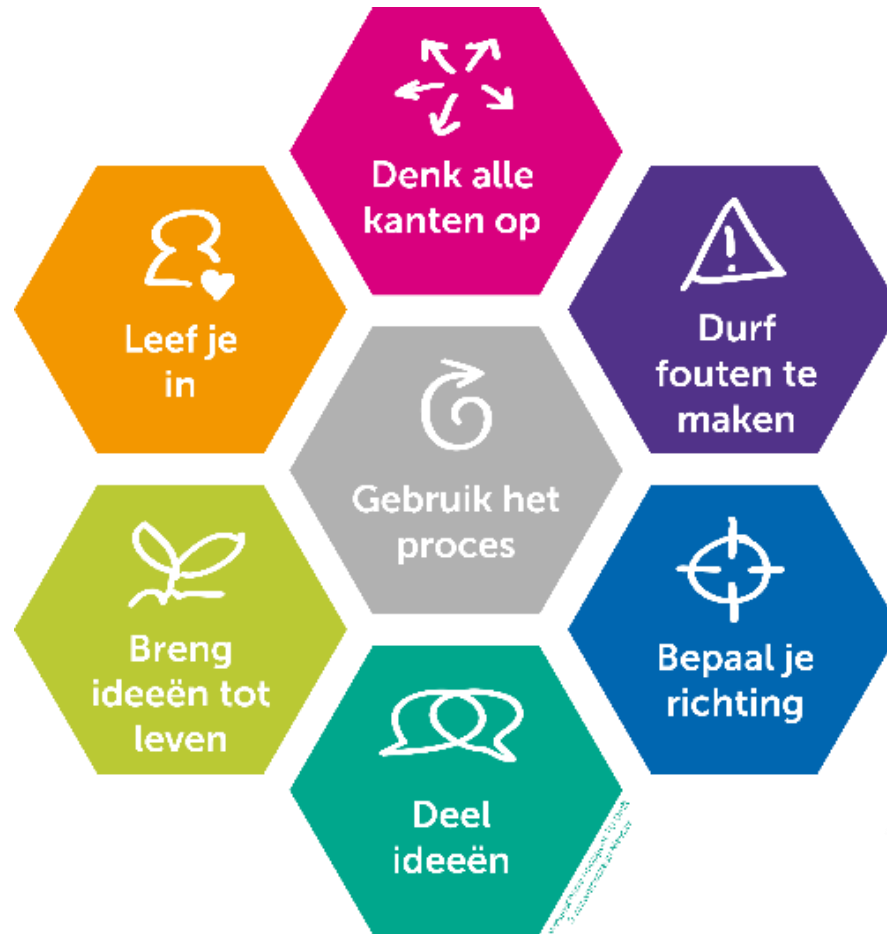 Denk alle
kanten op
Leef je
in
Durf
fouten te
maken
Gebruik het
proces
Breng
ideeën tot
leven
Bepaal je
richting
Deel
ideeën